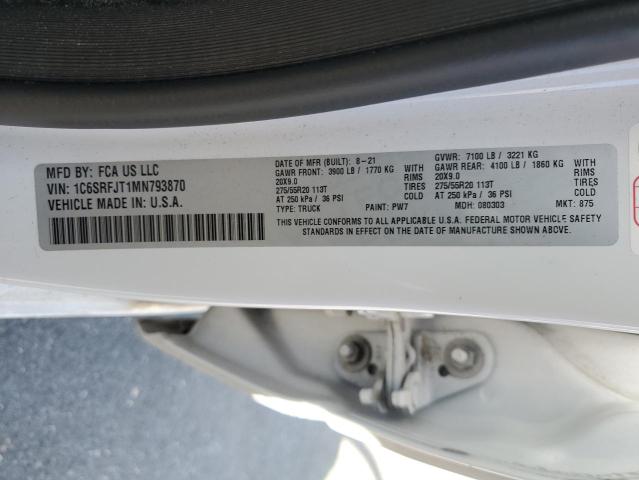 MFD BY: FCA US LLC
VIN: 1C6SRFJT1MN793870
VEHICLE MADE IN U.S.A.
DATE OF MFR (BUILT): 8-21
GVWR: 7100 LB / 3221 KG
GAWR FRONT: 3900 LB / 1770 KG WITH
GAWR REAR: 4100 LB / 1860 KG WITH
20X9.0 RIMS
20X9.0 RIMS
275/55R20 113T TIRES
275/55R20 113T TIRES
AT 250 kPa / 36 PSI COLD
AT 250 kPa / 36 PSI COLD
TYPE: TRUCK PAINT: PW7 MDH: 080303 MKT: 875
THIS VEHICLE CONFORMS TO ALL APPLICABLE U.S.A. FEDERAL MOTOR VEHICLE SAFETY
STANDARDS IN EFFECT ON THE DATE OF MANUFACTURE SHOWN ABOVE.